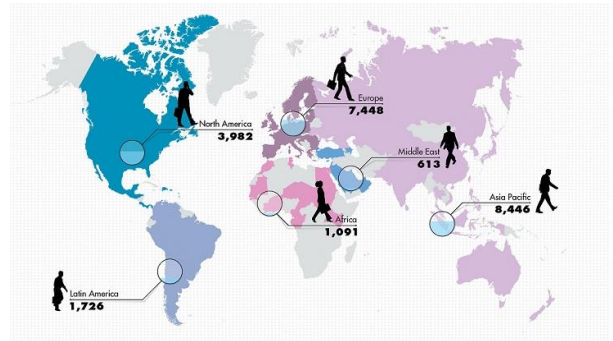 Europe
7,448
North America
3,982
Middle East
613
Asia Pacific
8,446
Africa
1,091
Latin America
1,726